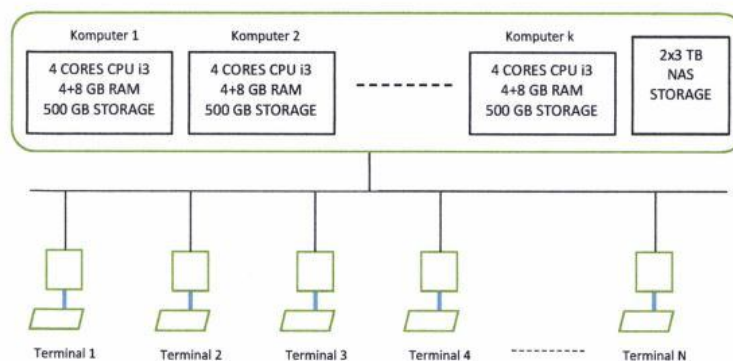 Komputer 1
4 CORES CPU i3
4+8 GB RAM
500 GB STORAGE
Komputer 2
4 CORES CPU i3
4+8 GB RAM
500 GB STORAGE
Komputer k
4 CORES CPU i3
4+8 GB RAM
500 GB STORAGE
2x3 TB
NAS
STORAGE
Terminal 1
Terminal 2
Terminal 3
Terminal 4
Terminal N